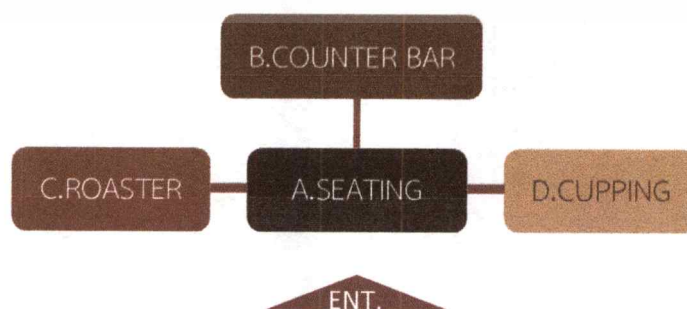 B.COUNTER BAR
C.ROASTER
A.SEATING
D.CUPPING
ENT.